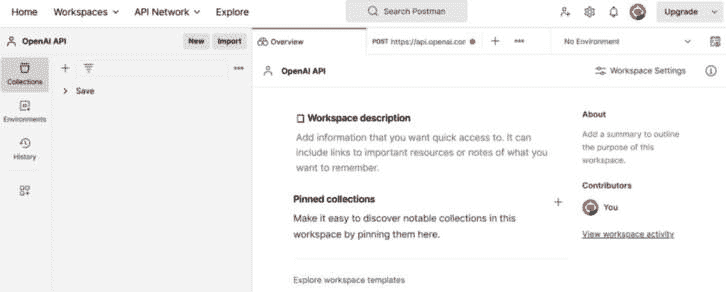 Home Workspaces API Network Explore Search Postman Upgrade
OpenAI API New Import Overview POST https://api.openai.com No Environment
Collections
Save
OpenAI API Workspace Settings
Environments
History
Workspace description
Add information that you want quick access to. It can
include links to important resources or notes of what you
want to remember.
Pinned collections
Make it easy to discover notable collections in this
workspace by pinning them here.
Explore workspace templates
About
Add a summary to outline
the purpose of this
workspace.
Contributors
You
View workspace activity